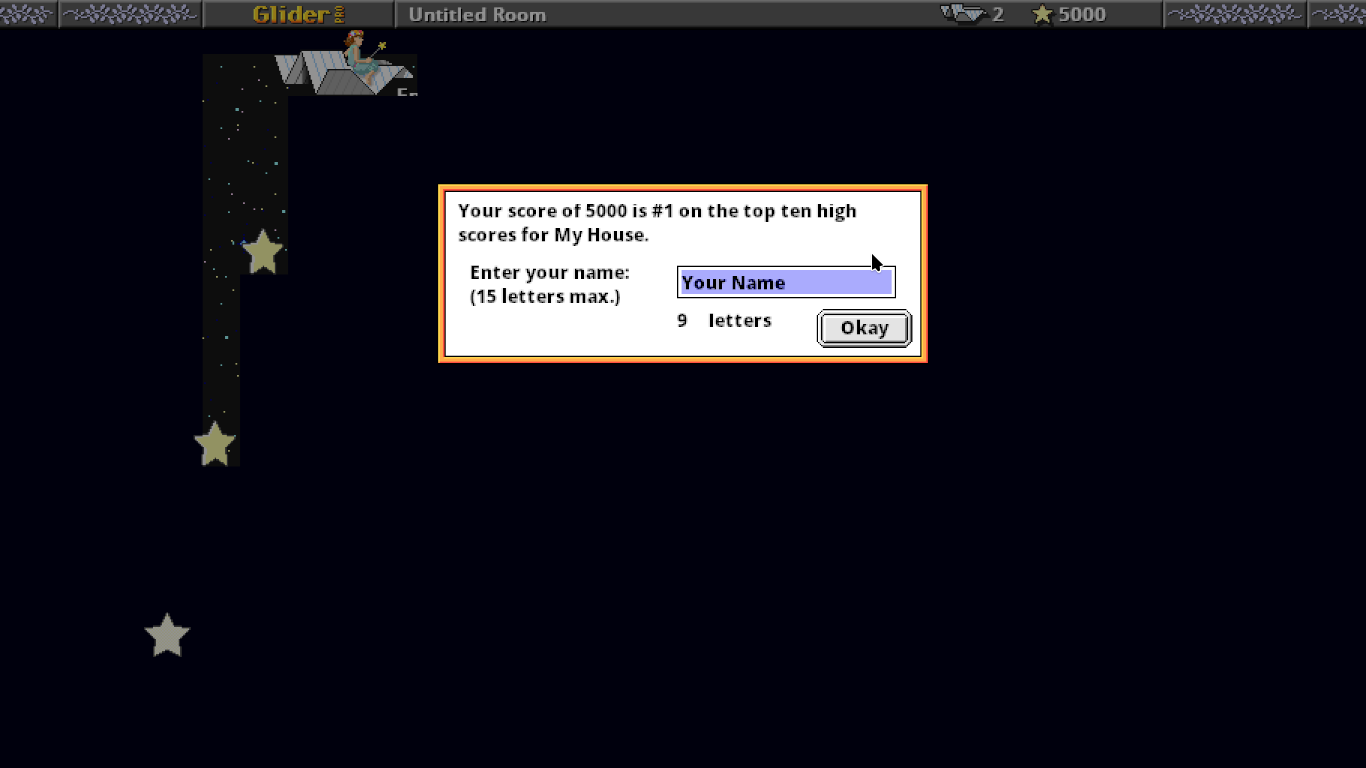 Glider PRO Untitled Room 2 5000
Your score of 5000 is #1 on the top ten high
scores for My House.
Enter your name:
(15 letters max.)
Your Name
9 letters
Okay